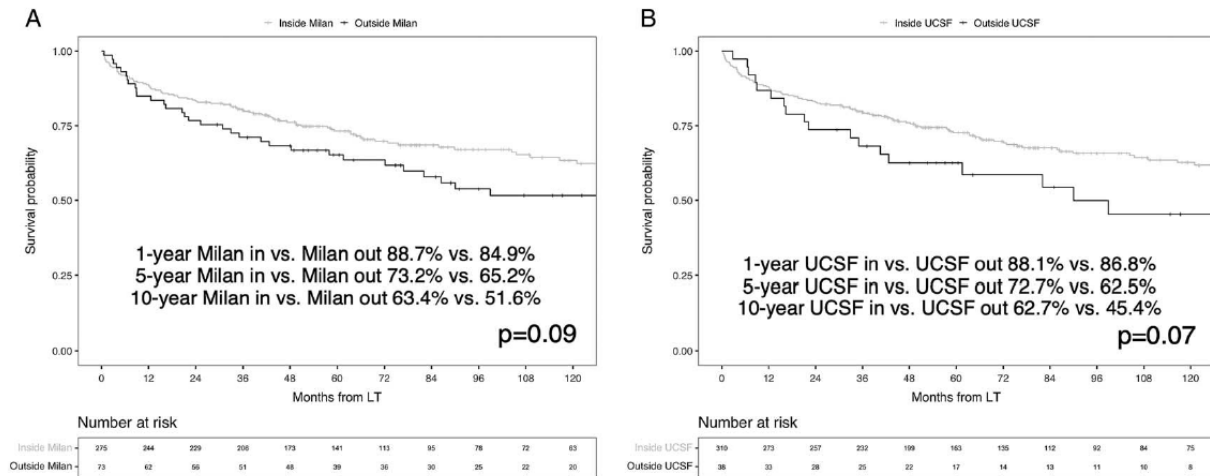 A
Inside Milan Outside Milan
1.00
0.75
0.50
0.25
0.00
Survival probability
1-year Milan in vs. Milan out 88.7% vs. 84.9%
5-year Milan in vs. Milan out 73.2% vs. 65.2%
10-year Milan in vs. Milan out 63.4% vs. 51.6%
p=0.09
0 12 24 36 48 60 72 84 96 108 120
Months from LT
Number at risk
Inside Milan 275 244 229 206 173 141 113 95 78 72 63
Outside Milan 73 62 56 51 48 39 36 30 25 22 20
B
Inside UCSF Outside UCSF
1.00
0.75
0.50
0.25
0.00
Survival probability
1-year UCSF in vs. UCSF out 88.1% vs. 86.8%
5-year UCSF in vs. UCSF out 72.7% vs. 62.5%
10-year UCSF in vs. UCSF out 62.7% vs. 45.4%
p=0.07
0 12 24 36 48 60 72 84 96 108 120
Months from LT
Number at risk
Inside UCSF 310 273 257 232 199 163 135 112 92 84 75
Outside UCSF 38 33 28 25 22 17 14 13 11 10 8